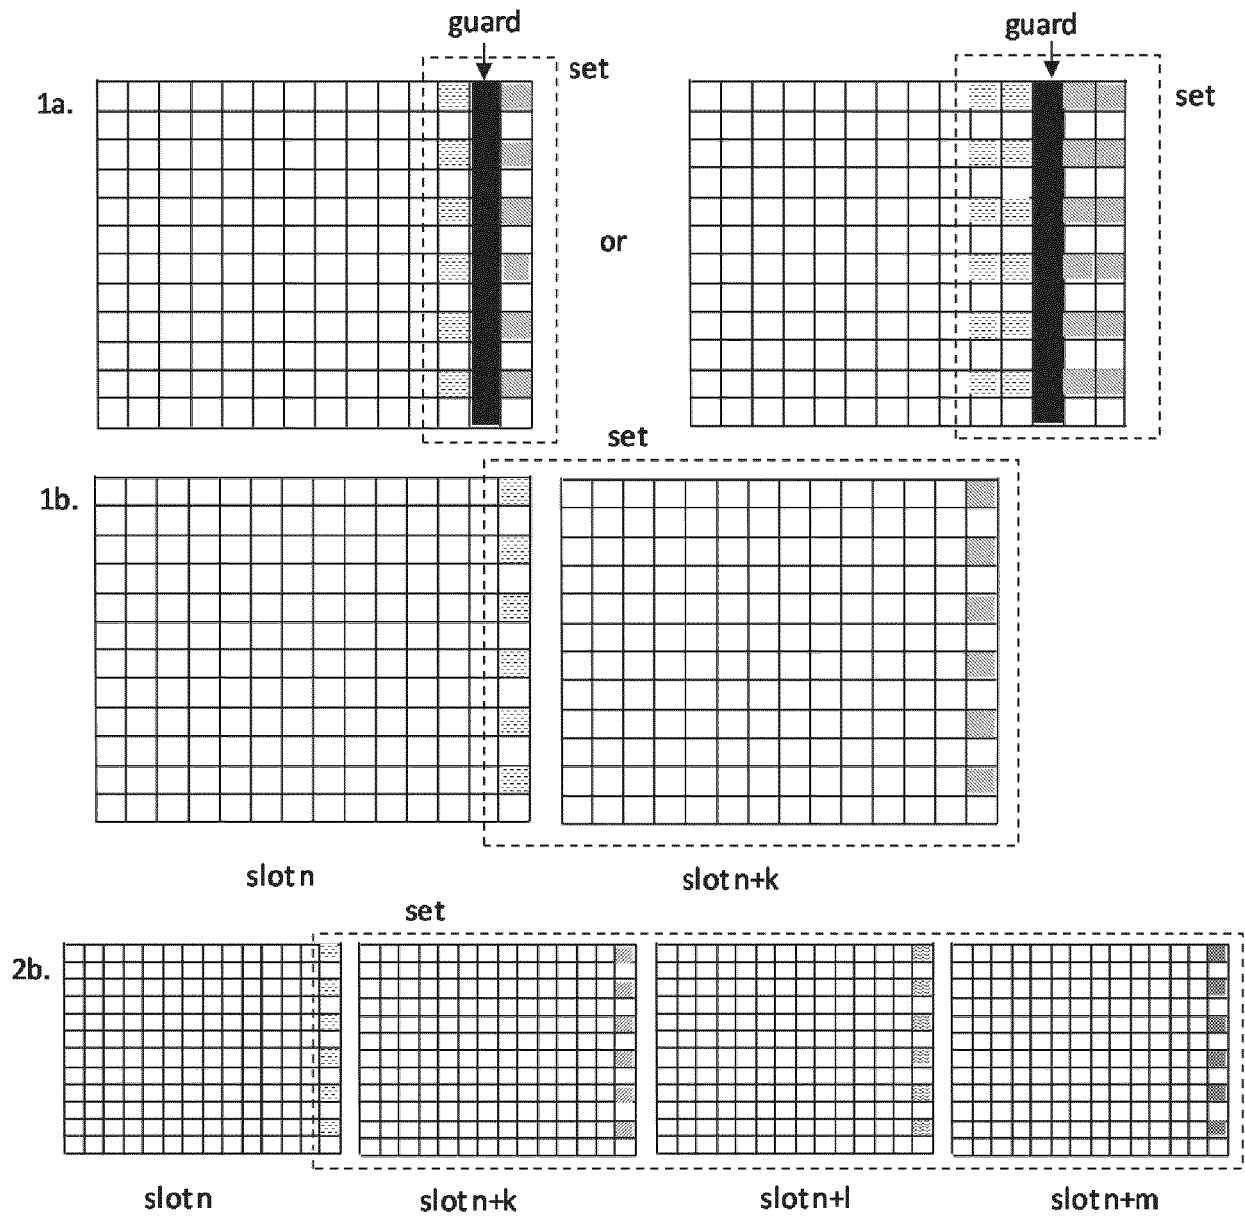 guard
guard
set
set
1a.
or
set
1b.
slot n
slot n+k
set
2b.
slot n
slot n+k
slot n+l
slot n+m